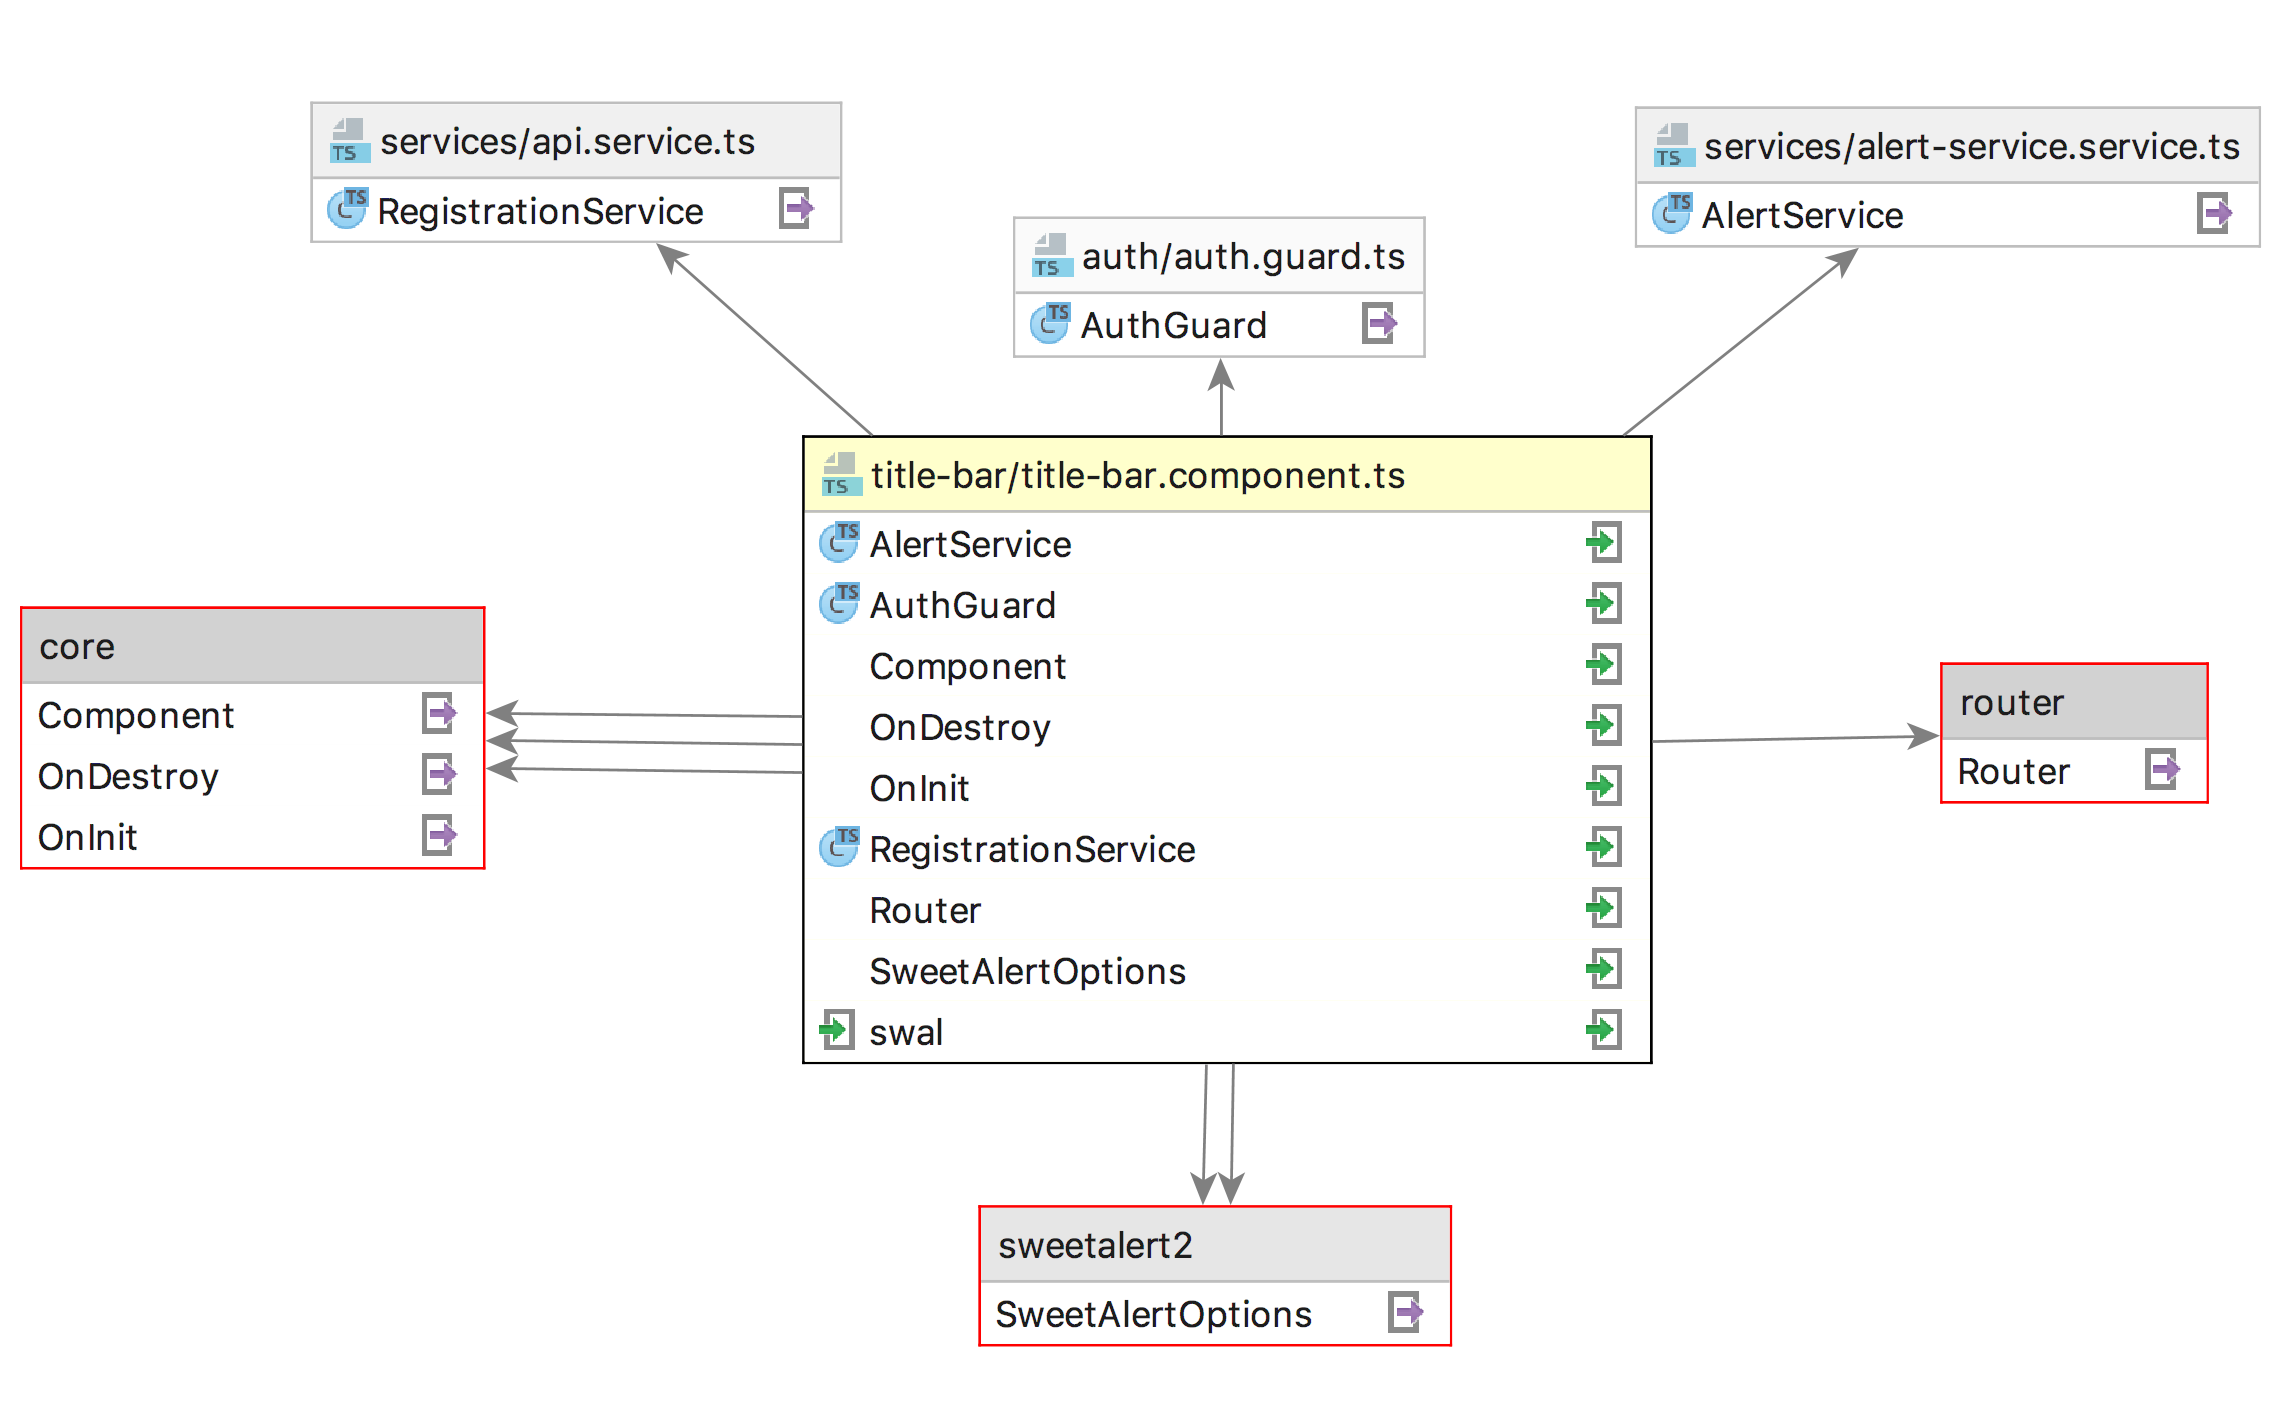 TS services/api.service.ts
TS RegistrationService
TS services/alert-service.service.ts
TS AlertService
TS auth/auth.guard.ts
TS AuthGuard
TS title-bar/title-bar.component.ts
C TS AlertService
C TS AuthGuard
Component
OnDestroy
OnInit
C TS RegistrationService
Router
SweetAlertOptions
swal
core
Component
OnDestroy
OnInit
router
Router
sweetalert2
SweetAlertOptions